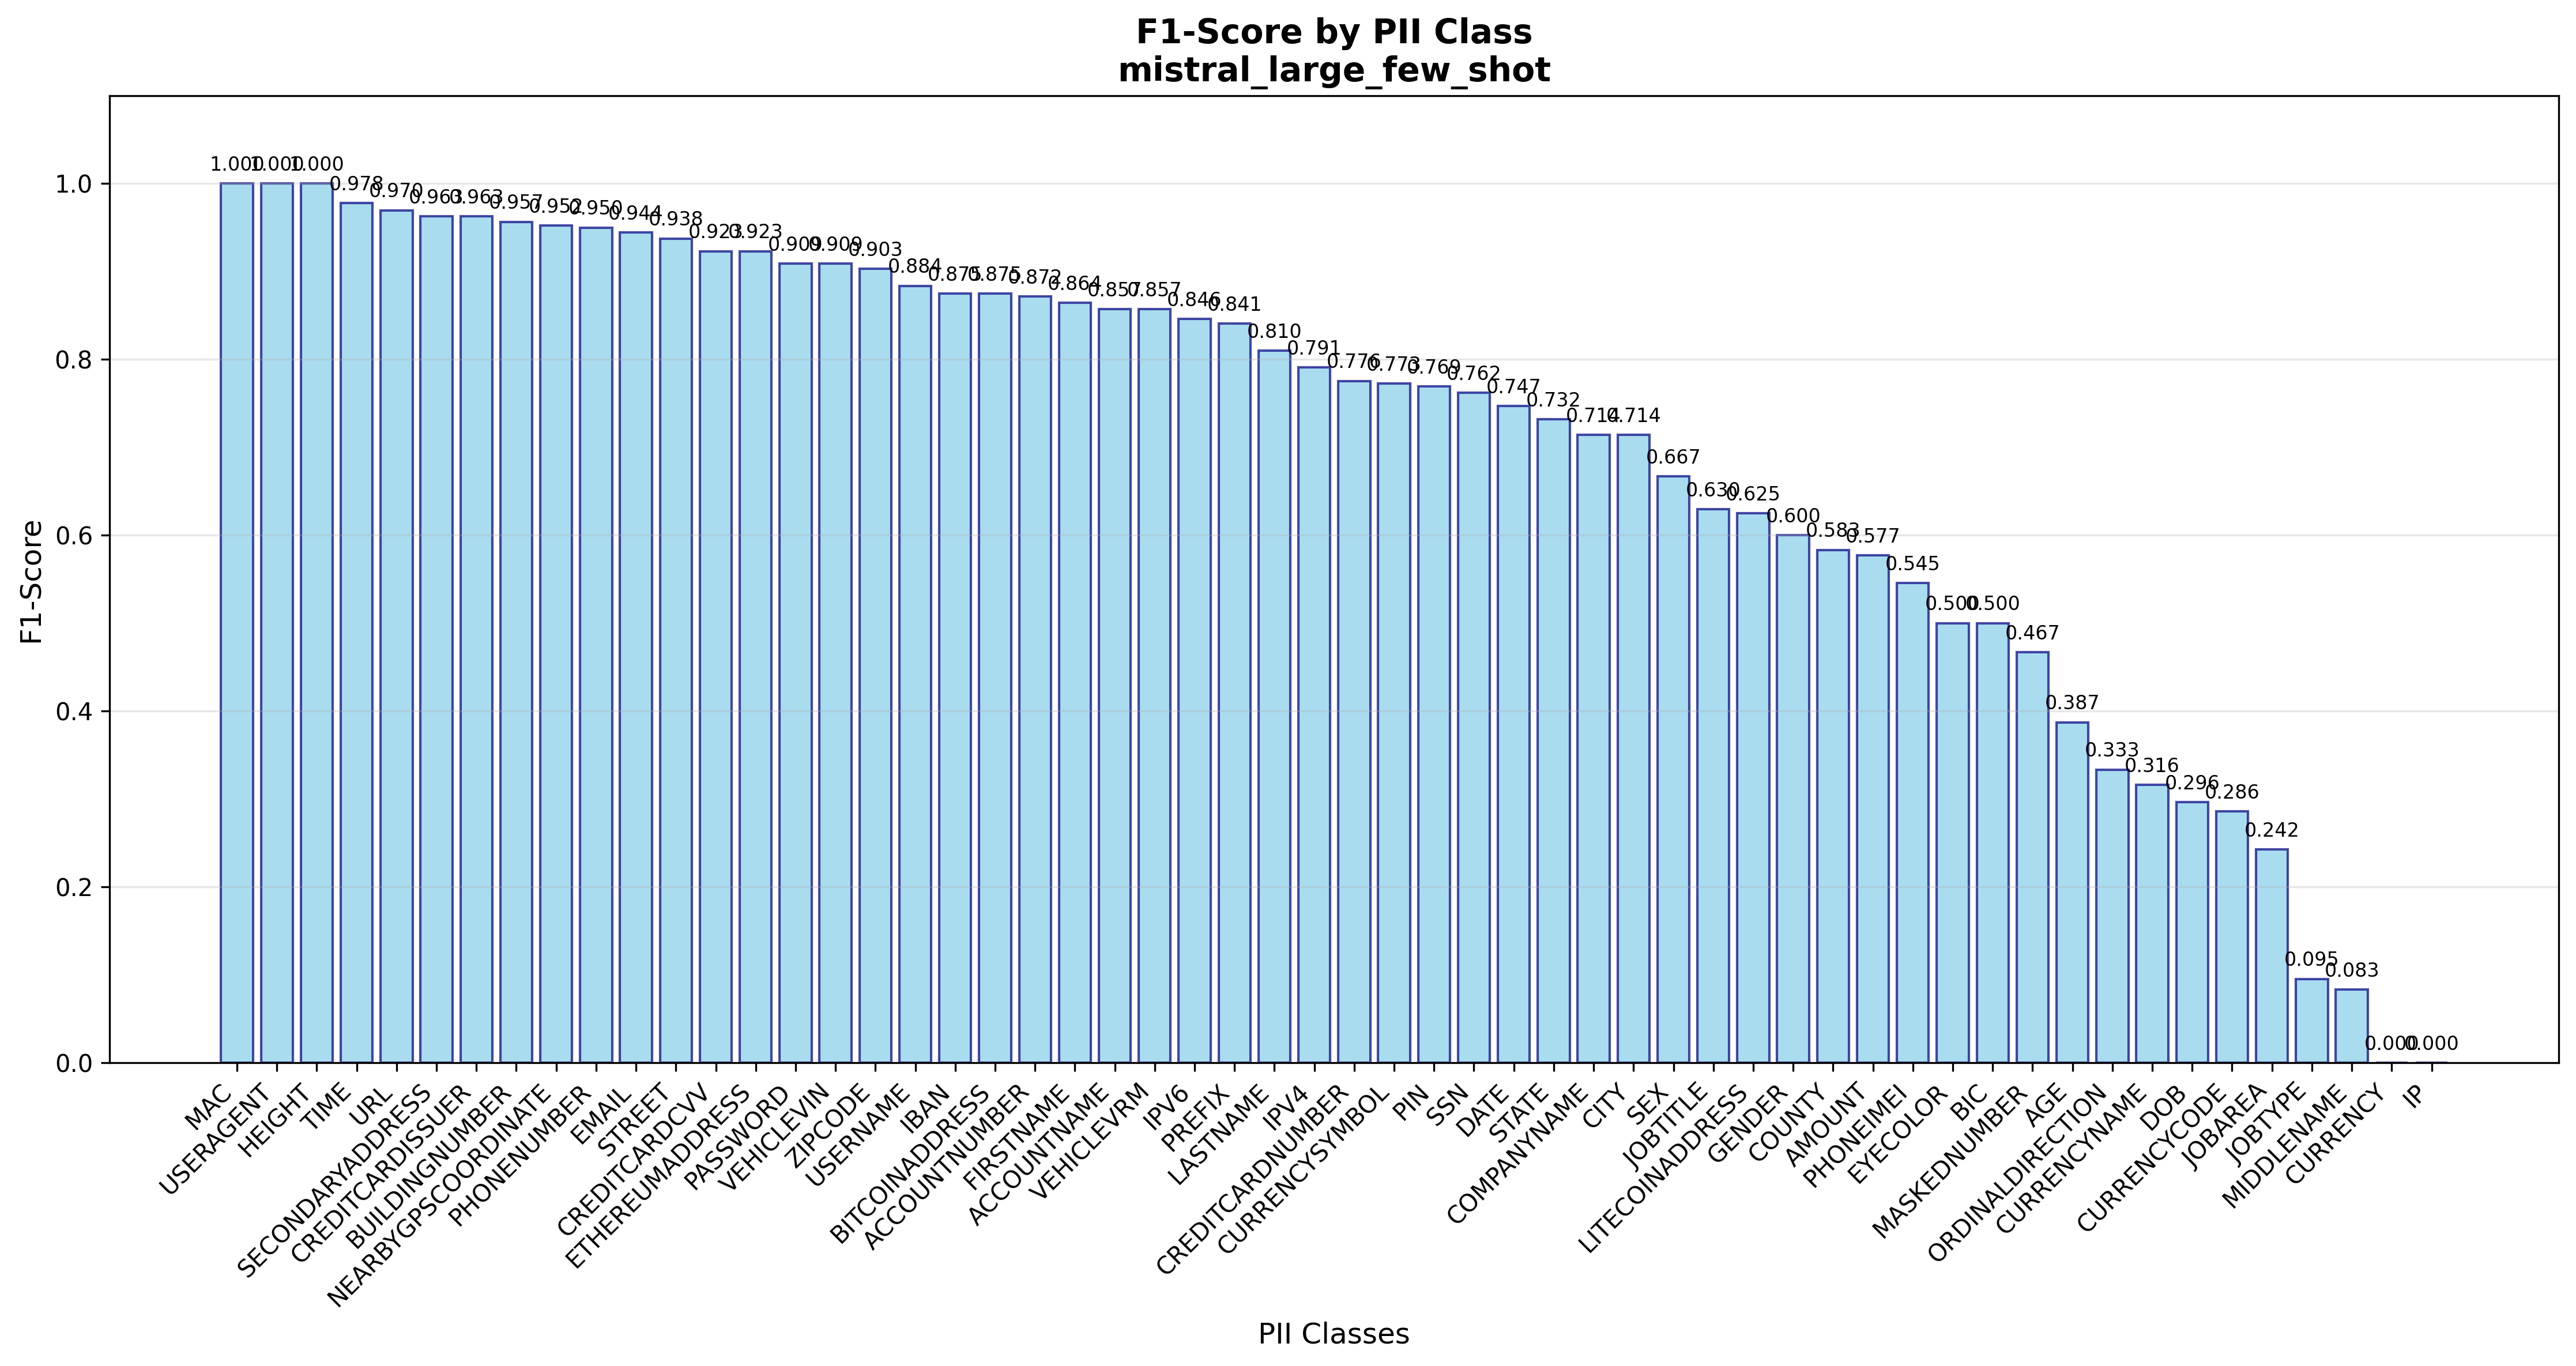 F1-Score by PII Class
mistral_large_few_shot
F1-Score
1.0
0.8
0.6
0.4
0.2
0.0
1.000
1.000
1.000
0.978
0.970
0.963
0.963
0.957
0.952
0.950
0.944
0.938
0.923
0.923
0.909
0.909
0.903
0.884
0.875
0.875
0.872
0.864
0.857
0.857
0.846
0.841
0.810
0.791
0.776
0.773
0.769
0.762
0.747
0.732
0.714
0.714
0.667
0.630
0.625
0.600
0.583
0.577
0.545
0.500
0.500
0.467
0.387
0.333
0.316
0.296
0.286
0.242
0.095
0.083
0.000
0.000
MAC
USERAGENT
HEIGHT
TIME
URL
SECONDARYADDRESS
CREDITCARDISSUER
BUILDINGNUMBER
NEARBYGPSCOORDINATE
PHONENUMBER
EMAIL
STREET
CREDITCARDCVV
ETHEREUMADDRESS
PASSWORD
VEHICLEVIN
ZIPCODE
USERNAME
IBAN
BITCOINADDRESS
ACCOUNTNUMBER
FIRSTNAME
ACCOUNTNAME
VEHICLEVRM
IPV6
PREFIX
LASTNAME
IPV4
CREDITCARDNUMBER
CURRENCYSYMBOL
PIN
SSN
DATE
STATE
COMPANYNAME
CITY
SEX
JOBTITLE
LITECOINADDRESS
GENDER
COUNTY
AMOUNT
PHONEIMEI
EYECOLOR
BIC
MASKEDNUMBER
AGE
ORDINALDIRECTION
CURRENCYNAME
DOB
CURRENCYCODE
JOBAREA
JOBTYPE
MIDDLENAME
CURRENCY
IP
PII Classes